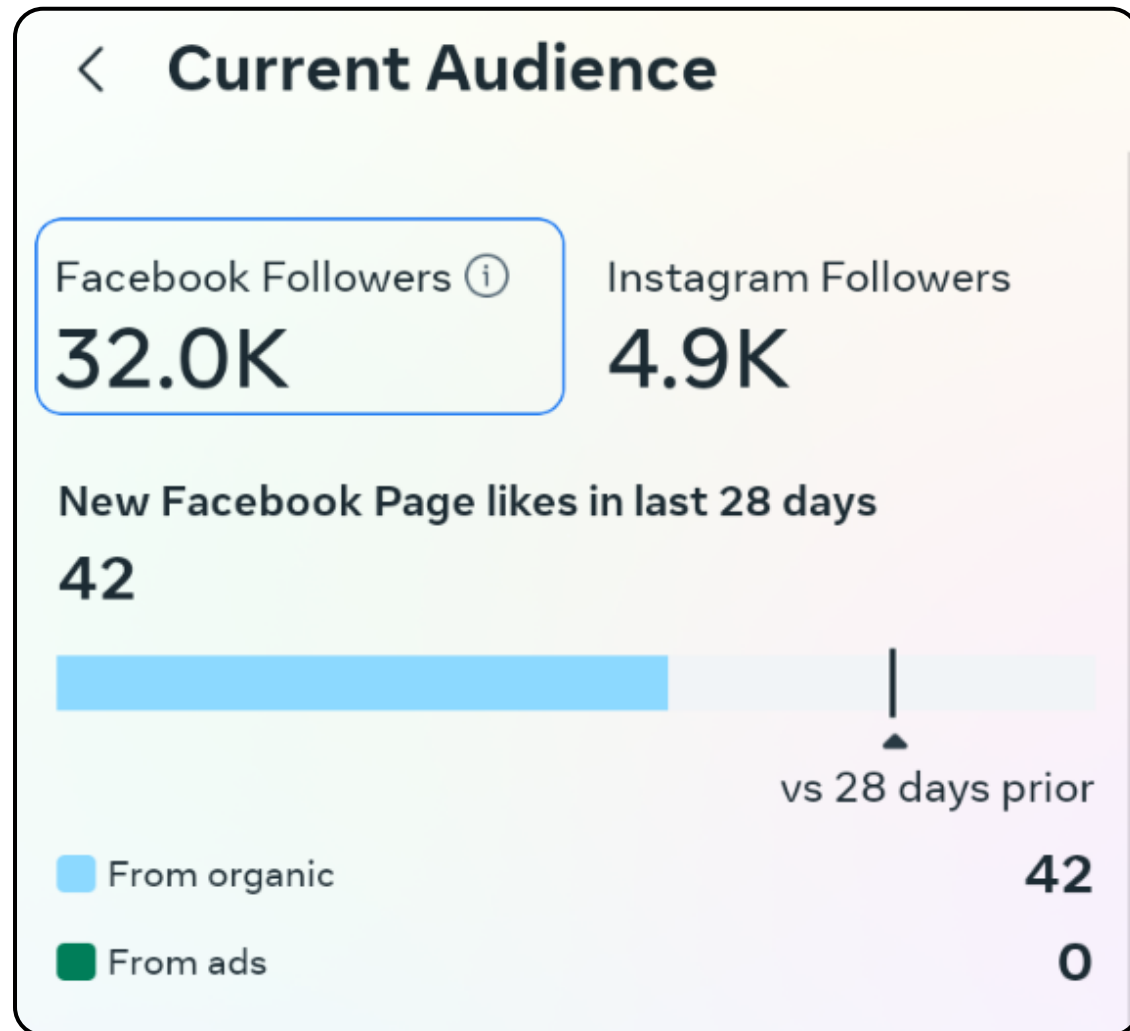 Current Audience
Facebook Followers
32.0K
Instagram Followers
4.9K
New Facebook Page likes in last 28 days
42
vs 28 days prior
From organic
42
From ads
0